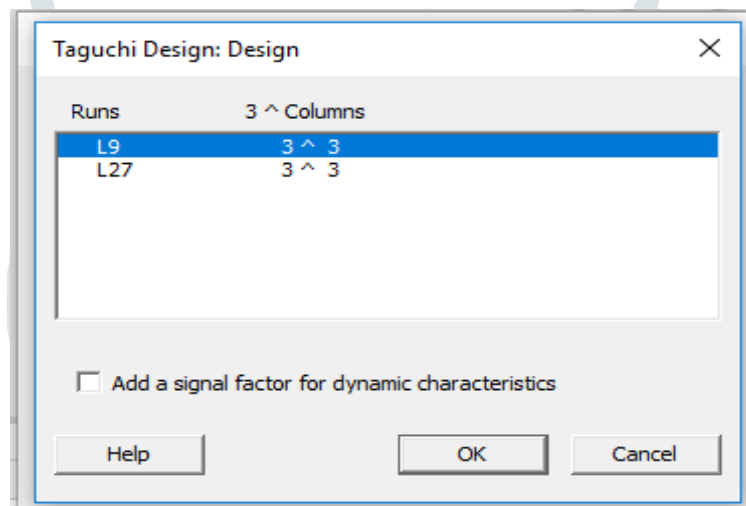 Taguchi Design: Design
Runs 3 ^ Columns
L9 3 ^ 3
L27 3 ^ 3
Add a signal factor for dynamic characteristics
Help OK Cancel